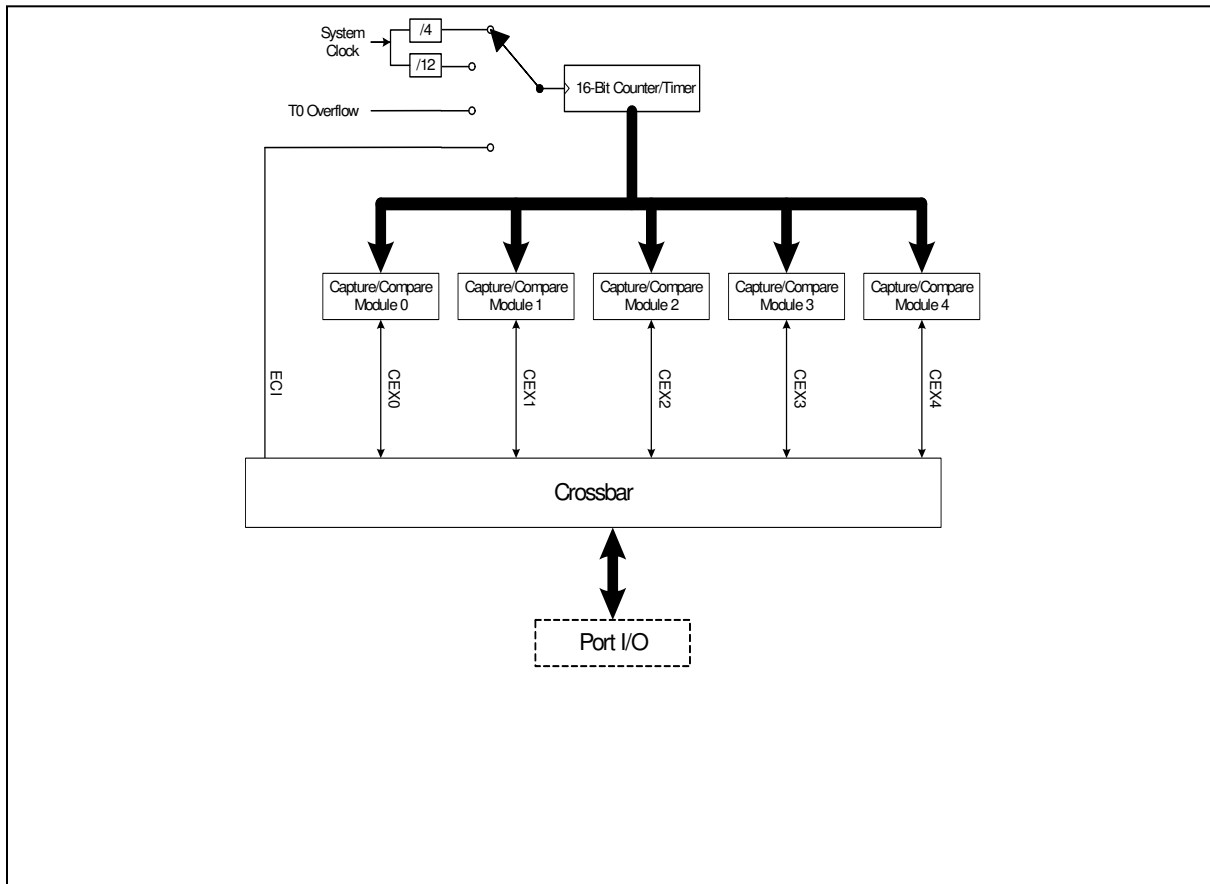 System
Clock
/4
/12
16-Bit Counter/Timer
T0 Overflow
Capture/Compare
Module 0
Capture/Compare
Module 1
Capture/Compare
Module 2
Capture/Compare
Module 3
Capture/Compare
Module 4
ECI
CEX0
CEX1
CEX2
CEX3
CEX4
Crossbar
Port I/O